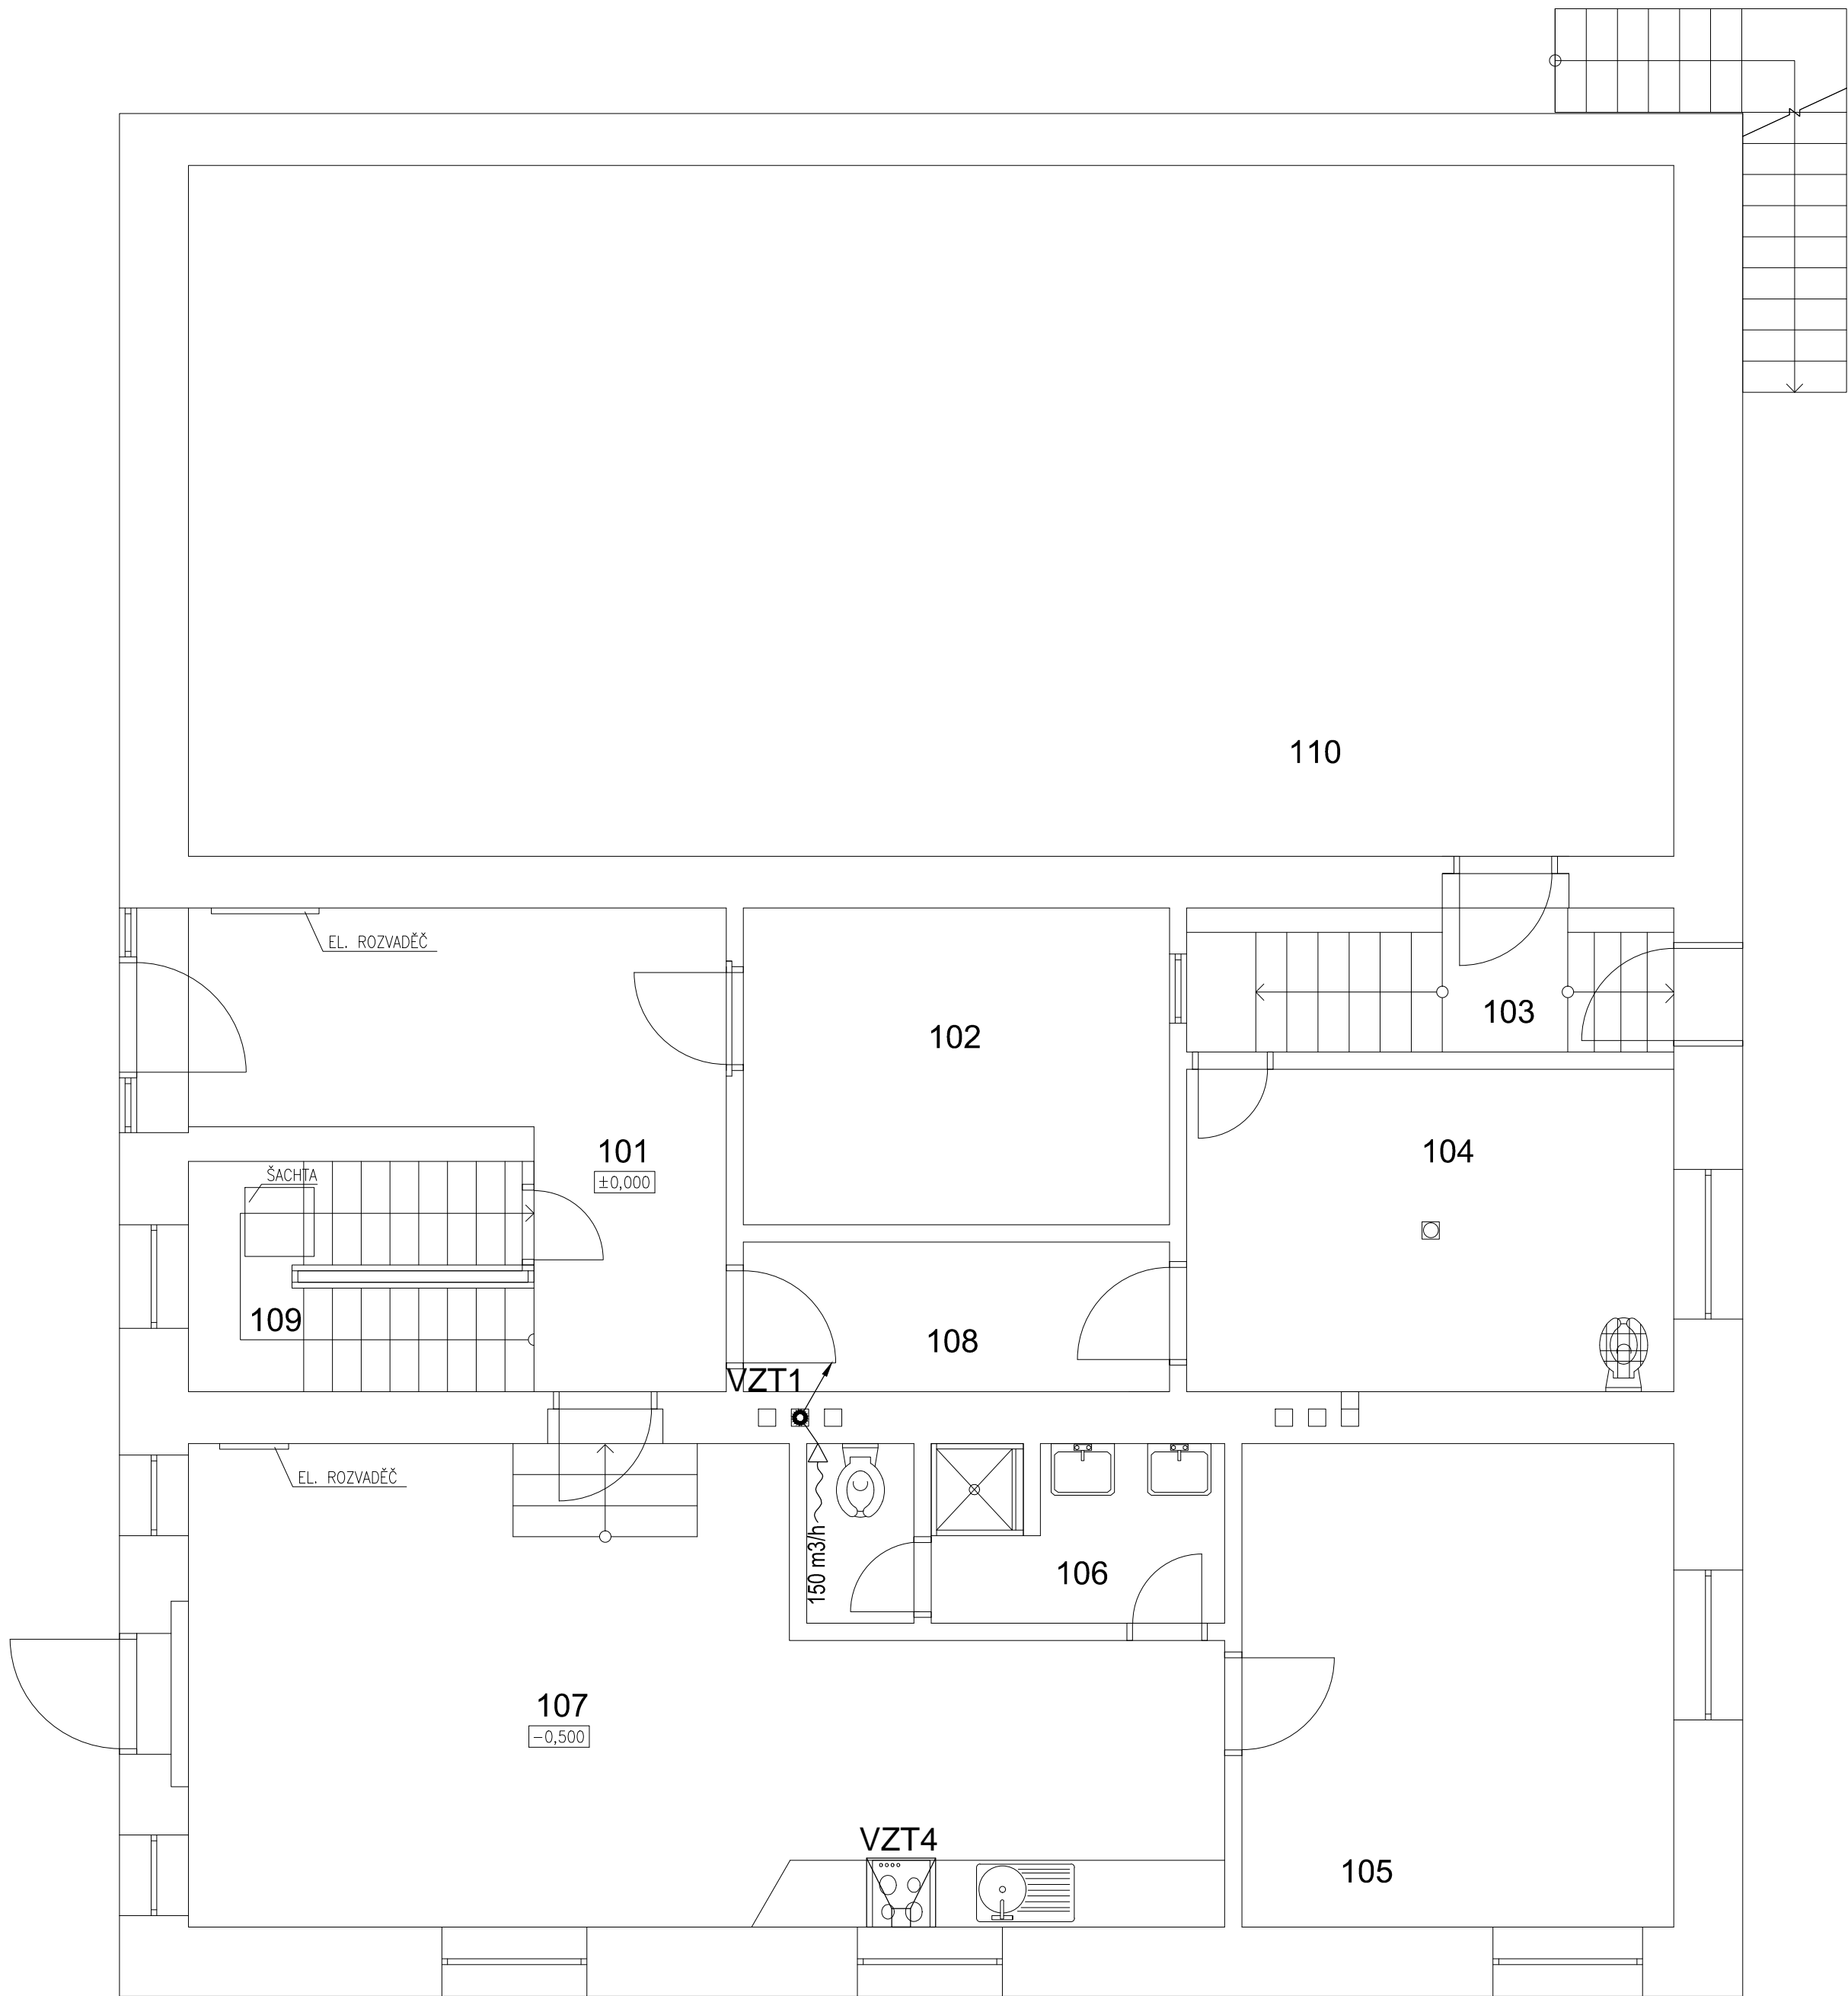 110
EL. ROZVADĚČ
103
102
101
±0,000
104
ŠACHTA
109
108
VZT1
EL. ROZVADĚČ
150 m3/h
106
107
-0,500
VZT4
105